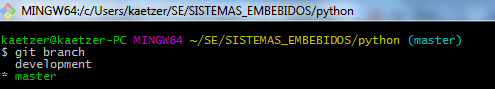 MINGW64:/c/Users/kaetzer/SE/SISTEMAS_EMBEBIDOS/python
kaetzer@kaetzer-PC MINGW64 ~/SE/SISTEMAS_EMBEBIDOS/python (master)
$ git branch
  development
* master